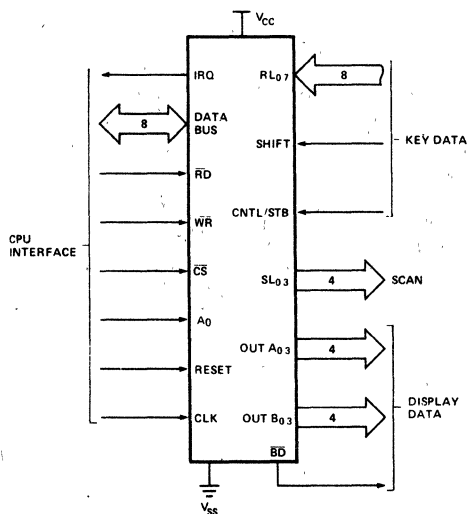 VCC
IRQ
RL0 7
8
DATA
BUS
8
SHIFT
KEY DATA
RD
CNTL/STB
WR
CPU
INTERFACE
CS
SL0 3
4
SCAN
A0
OUT A0 3
4
RESET
DISPLAY
DATA
CLK
OUT B0 3
4
BD
VSS